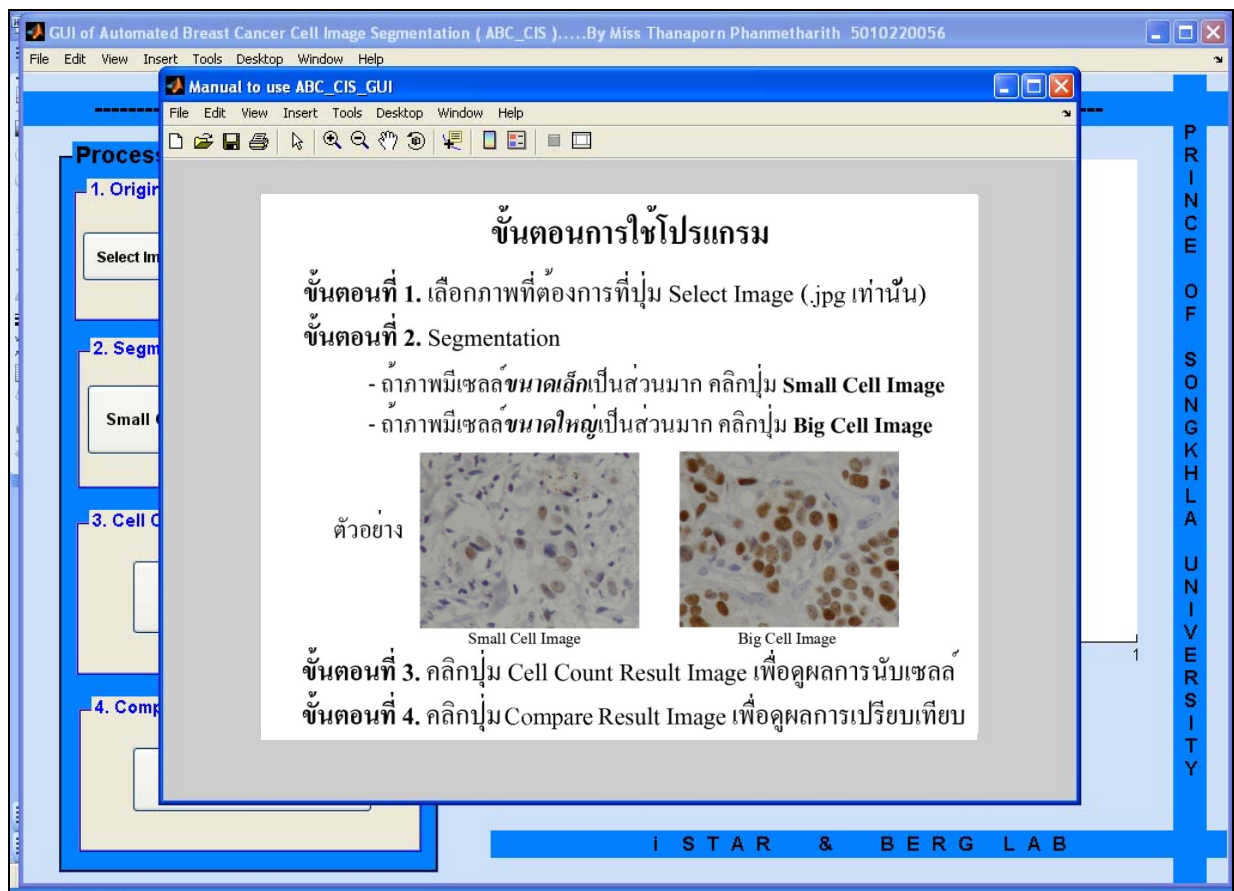 GUI of Automated Breast Cancer Cell Image Segmentation ( ABC_CIS ).....By Miss Thanaporn Phanmetharith 5010220056
File Edit View Insert Tools Desktop Window Help
Manual to use ABC_CIS_GUI
File Edit View Insert Tools Desktop Window Help
ขั้นตอนการใช้โปรแกรม
ขั้นตอนที่ 1. เลือกภาพที่ต้องการที่ปุ่ม Select Image (.jpg เท่านั้น)
ขั้นตอนที่ 2. Segmentation
- ถ้าภาพมีเซลล์ขนาดเล็กเป็นส่วนมาก คลิกปุ่ม Small Cell Image
- ถ้าภาพมีเซลล์ขนาดใหญ่เป็นส่วนมาก คลิกปุ่ม Big Cell Image
ตัวอย่าง
Small Cell Image Big Cell Image
ขั้นตอนที่ 3. คลิกปุ่ม Cell Count Result Image เพื่อดูผลการนับเซลล์
ขั้นตอนที่ 4. คลิกปุ่ม Compare Result Image เพื่อดูผลการเปรียบเทียบ
1.
Select
2.
Small
3. Cell
4.
1
PRINCE OF SONGKHLA UNIVERSITY
i STAR & BERG LAB